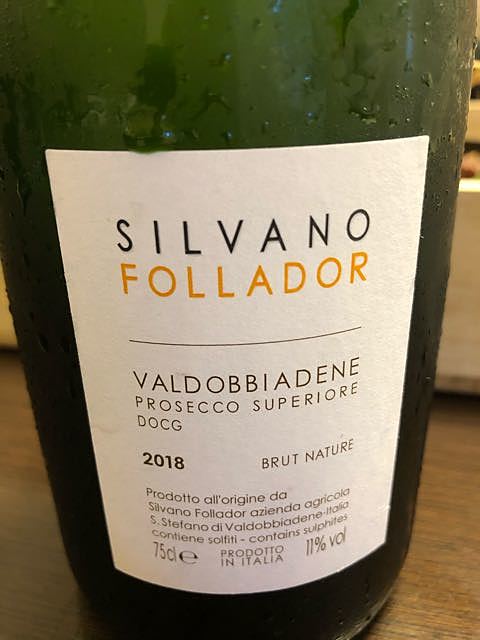 SILVANO
FOLLADOR
VALDOBBIADENE
PROSECCO SUPERIORE
DOCG
2018 BRUT NATURE
Prodotto all'origine da
Silvano Follador azienda agricola
S. Stefano di Valdobbiadene-Italia
contiene solfiti - contains sulphites
75cl e PRODOTTO IN ITALIA 11% vol